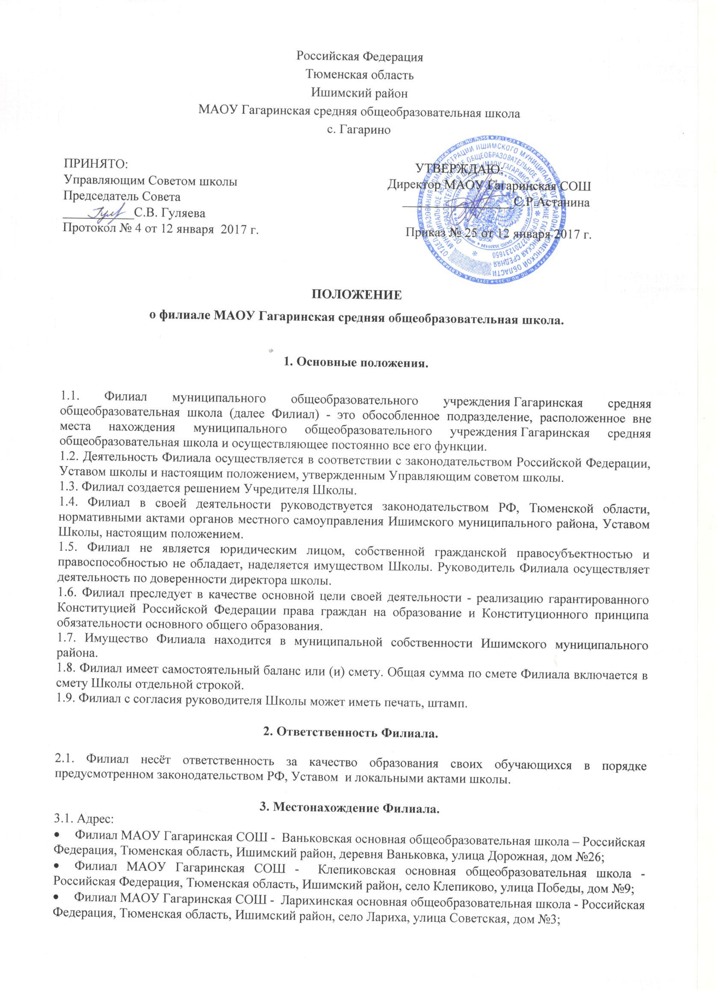 Российская Федерация
Тюменская область
Ишимский район
МАОУ Гагаринская средняя общеобразовательная школа
с. Гагарино
ПРИНЯТО:
Управляющим Советом школы
Председатель Совета
____________С.В. Гуляева
Протокол № 4 от 12 января  2017 г.
УТВЕРЖДАЮ:
Директор МАОУ Гагаринская СОШ
__________________С.Р.Астанина
Приказ № 25 от 12 января 2017 г.
ПОЛОЖЕНИЕ
о филиале МАОУ Гагаринская средняя общеобразовательная школа.
1. Основные положения.
1.1. Филиал муниципального общеобразовательного учреждения Гагаринская средняя
общеобразовательная школа (далее Филиал) - это обособленное подразделение, расположенное вне
места нахождения муниципального общеобразовательного учреждения Гагаринская средняя
общеобразовательная школа и осуществляющее постоянно все его функции.
1.2. Деятельность Филиала осуществляется в соответствии с законодательством Российской Федерации,
Уставом школы и настоящим положением, утвержденным Управляющим советом школы.
1.3. Филиал создается решением Учредителя Школы.
1.4. Филиал в своей деятельности руководствуется законодательством РФ, Тюменской области,
нормативными актами органов местного самоуправления Ишимского муниципального района, Уставом
Школы, настоящим положением.
1.5. Филиал не является юридическим лицом, собственной гражданской правосубъектностью и
правоспособностью не обладает, наделяется имуществом Школы. Руководитель Филиала осуществляет
деятельность по доверенности директора школы.
1.6. Филиал преследует в качестве основной цели своей деятельности - реализацию гарантированного
Конституцией Российской Федерации права граждан на образование и Конституционного принципа
обязательности основного общего образования.
1.7. Имущество Филиала находится в муниципальной собственности Ишимского муниципального
района.
1.8. Филиал имеет самостоятельный баланс или (и) смету. Общая сумма по смете Филиала включается в
смету Школы отдельной строкой.
1.9. Филиал с согласия руководителя Школы может иметь печать, штамп.
2. Ответственность Филиала.
2.1. Филиал несёт ответственность за качество образования своих обучающихся в порядке
предусмотренном законодательством РФ, Уставом  и локальными актами школы.
3. Местонахождение Филиала.
3.1. Адрес:
• Филиал МАОУ Гагаринская СОШ -  Ваньковская основная общеобразовательная школа – Российская
Федерация, Тюменская область, Ишимский район, деревня Ваньковка, улица Дорожная, дом №26;
• Филиал МАОУ Гагаринская СОШ -  Клепиковская основная общеобразовательная школа -
Российская Федерация, Тюменская область, Ишимский район, село Клепиково, улица Победы, дом №9;
• Филиал МАОУ Гагаринская СОШ -  Ларихинская основная общеобразовательная школа - Российская
Федерация, Тюменская область, Ишимский район, село Лариха, улица Советская, дом №3;